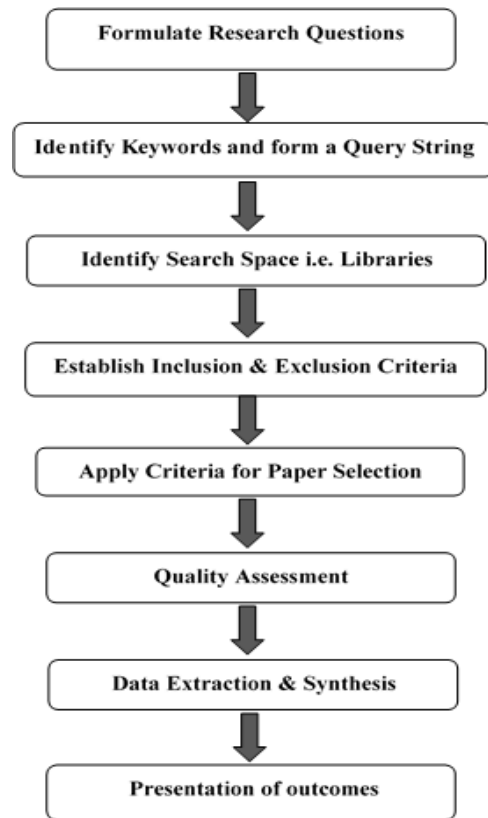 Formulate Research Questions
Identify Keywords and form a Query String
Identify Search Space i.e. Libraries
Establish Inclusion & Exclusion Criteria
Apply Criteria for Paper Selection
Quality Assessment
Data Extraction & Synthesis
Presentation of outcomes